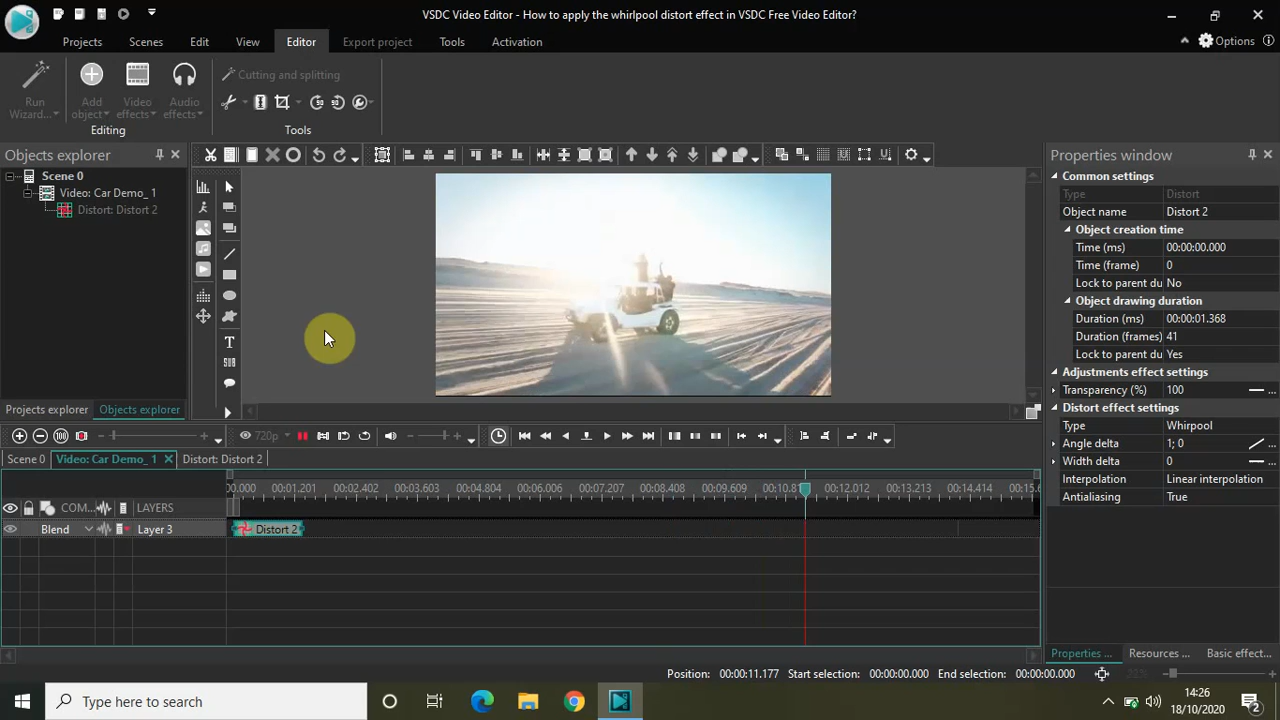 VSDC Video Editor - How to apply the whirlpool distort effect in VSDC Free Video Editor?
Projects Scenes Edit View Editor Export project Tools Activation Options
Run Wizard...
Add object
Video effects
Audio effects
Cutting and splitting
Editing Tools
Objects explorer
Scene 0
Video: Car Demo_ 1
Distort: Distort 2
Projects explorer Objects explorer
Properties window
Common settings
Type Distort
Object name Distort 2
Object creation time
Time (ms) 00:00:00.000
Time (frame) 0
Lock to parent du No
Object drawing duration
Duration (ms) 00:00:01.368
Duration (frames) 41
Lock to parent du Yes
Adjustments effect settings
Transparency (%) 100
Distort effect settings
Type Whirpool
Angle delta 1; 0
Width delta 0
Interpolation Linear interpolation
Antialiasing True
720p
Scene 0 Video: Car Demo_ 1 Distort: Distort 2
0:00.000 00:01.201 00:02.402 00:03.603 00:04.804 00:06.006 00:07.207 00:08.408 00:09.609 00:10.81 00:12.012 00:13.213 00:14.414 00:15.6
COM... LAYERS
Blend Layer 3 Distort 2
Properties ... Resources ... Basic effect...
Position: 00:00:11.177 Start selection: 00:00:00.000 End selection: 00:00:00.000
Type here to search
14:26
18/10/2020
2